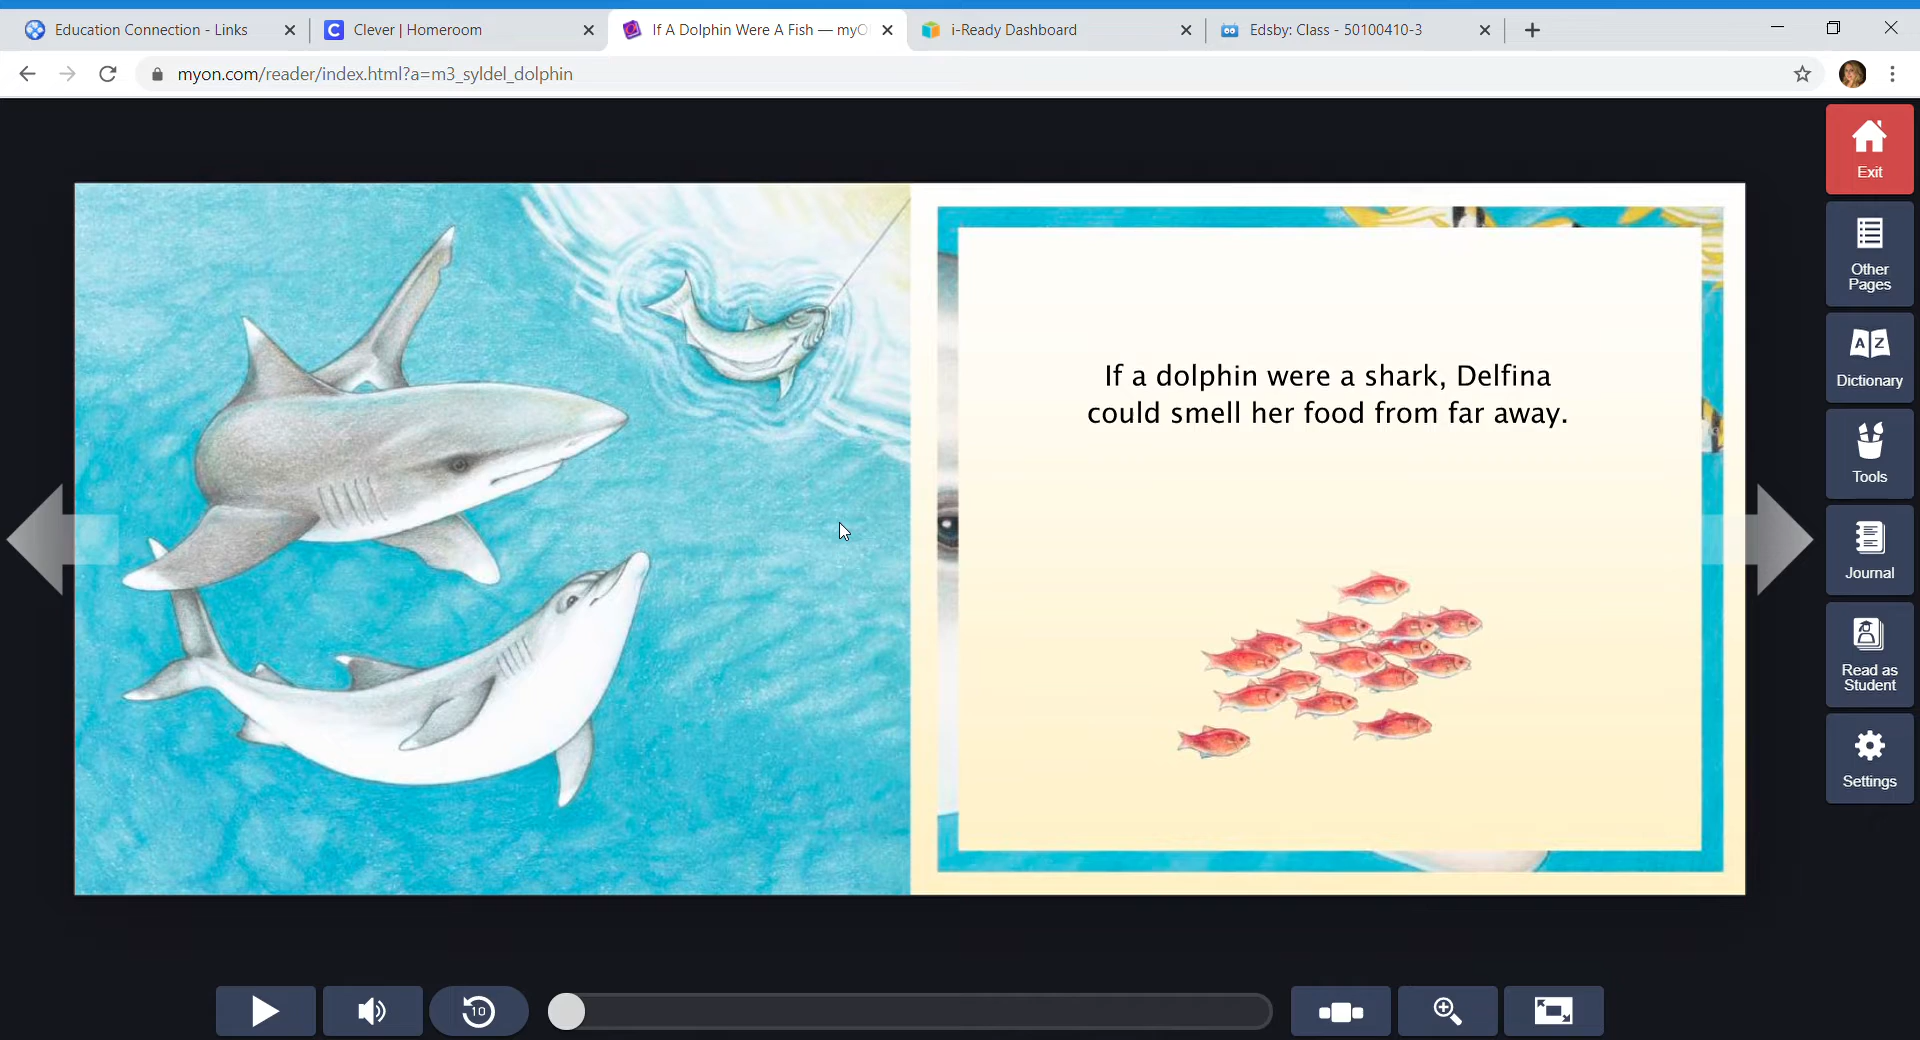 Education Connection - Links
Clever | Homeroom
If A Dolphin Were A Fish — myO
i-Ready Dashboard
Edsby: Class - 50100410-3
myon.com/reader/index.html?a=m3_syldel_dolphin
Exit
Other
Pages
A Z
Dictionary
Tools
Journal
Read as
Student
Settings
If a dolphin were a shark, Delfina
could smell her food from far away.
10